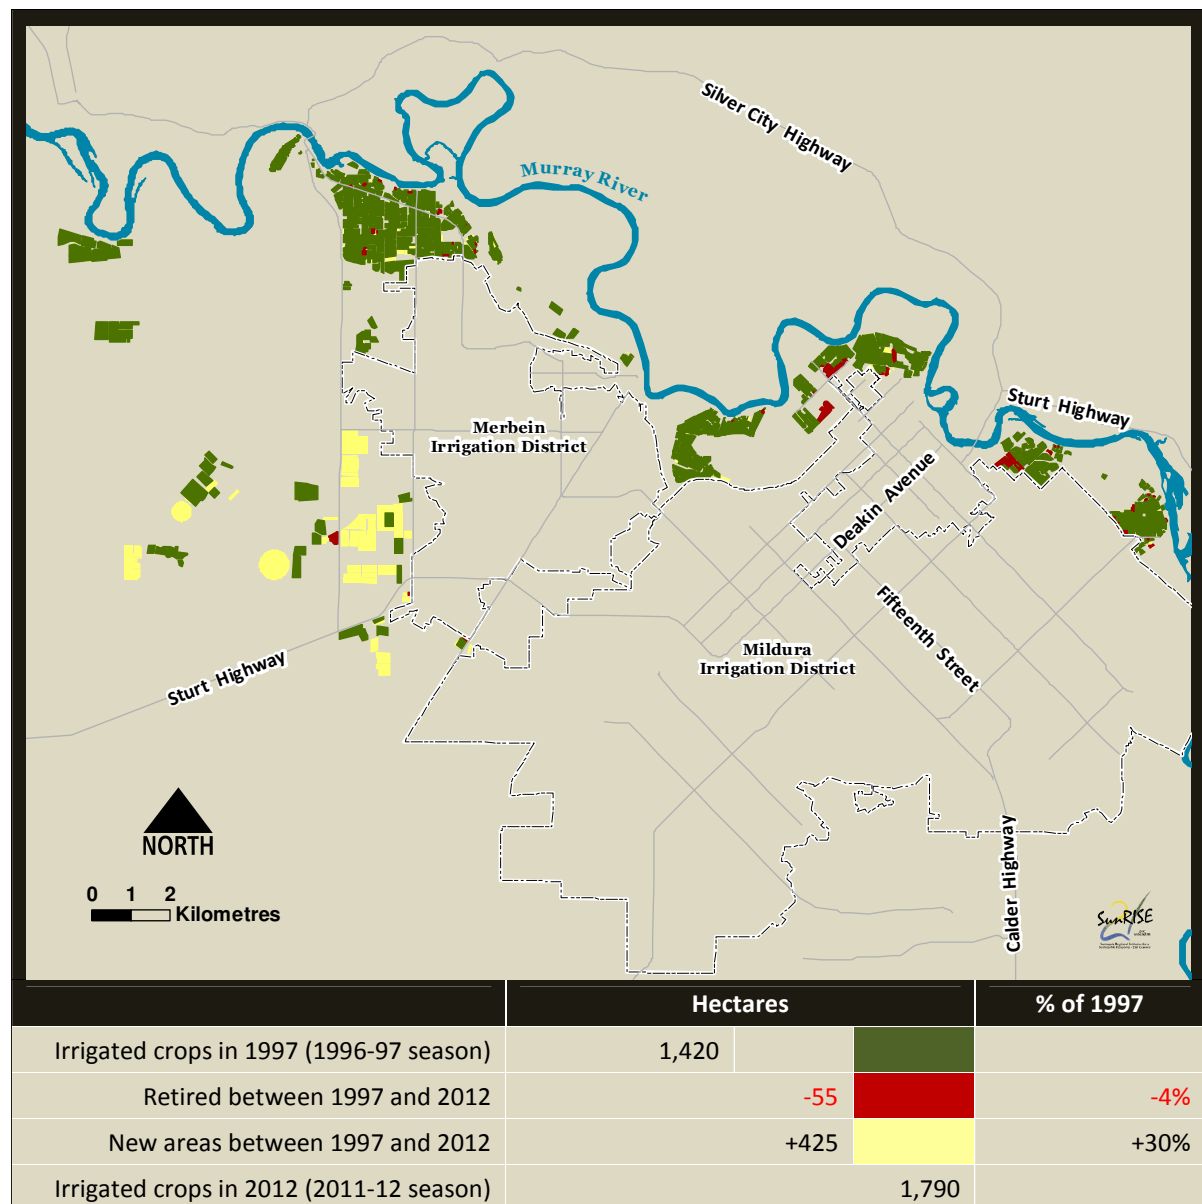 Silver City Highway
Murray River
Sturt Highway
Merbein
Irrigation District
Deakin Avenue
Fifteenth Street
Mildura
Irrigation District
Sturt Highway
NORTH
0 1 2
Kilometres
Calder Highway
SunRISE
Hectares % of 1997
Irrigated crops in 1997 (1996-97 season) 1,420
Retired between 1997 and 2012 -55 -4%
New areas between 1997 and 2012 +425 +30%
Irrigated crops in 2012 (2011-12 season) 1,790